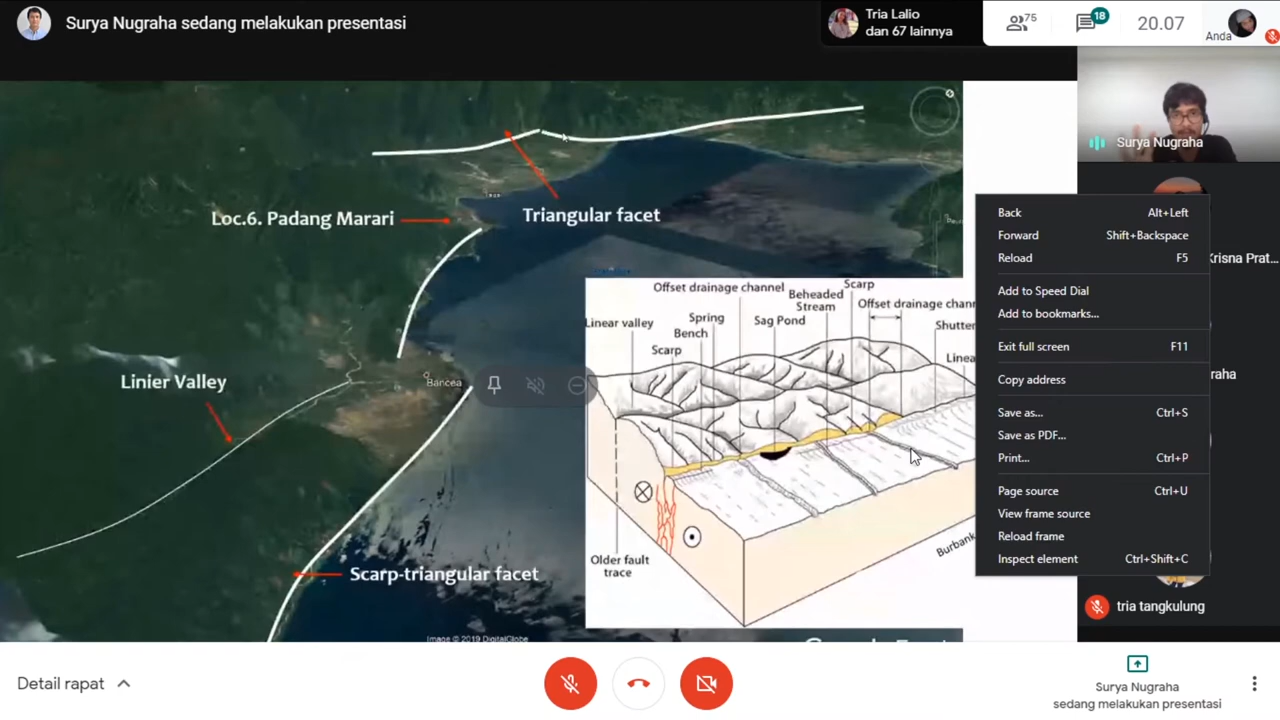 Surya Nugraha sedang melakukan presentasi
Tria Lalio
dan 67 lainnya
75
18
20.07
Anda
Surya Nugraha
Triangular facet
Loc.6. Padang Marari
Linier Valley
Bancea
Scarp-triangular facet
Image © 2019 DigitalGlobe
Offset drainage channel
Scarp
Beheaded
Stream
Offset drainage chann
Linear valley
Spring
Sag Pond
Bench
Shutter
Scarp
Linea
Older fault
trace
Burbank
Back Alt+Left
Forward Shift+Backspace
Reload F5
Add to Speed Dial
Add to bookmarks...
Exit full screen F11
Copy address
Save as... Ctrl+S
Save as PDF...
Print... Ctrl+P
Page source Ctrl+U
View frame source
Reload frame
Inspect element Ctrl+Shift+C
Krisna Prat...
raha
tria tangkulung
Detail rapat
Surya Nugraha
sedang melakukan presentasi